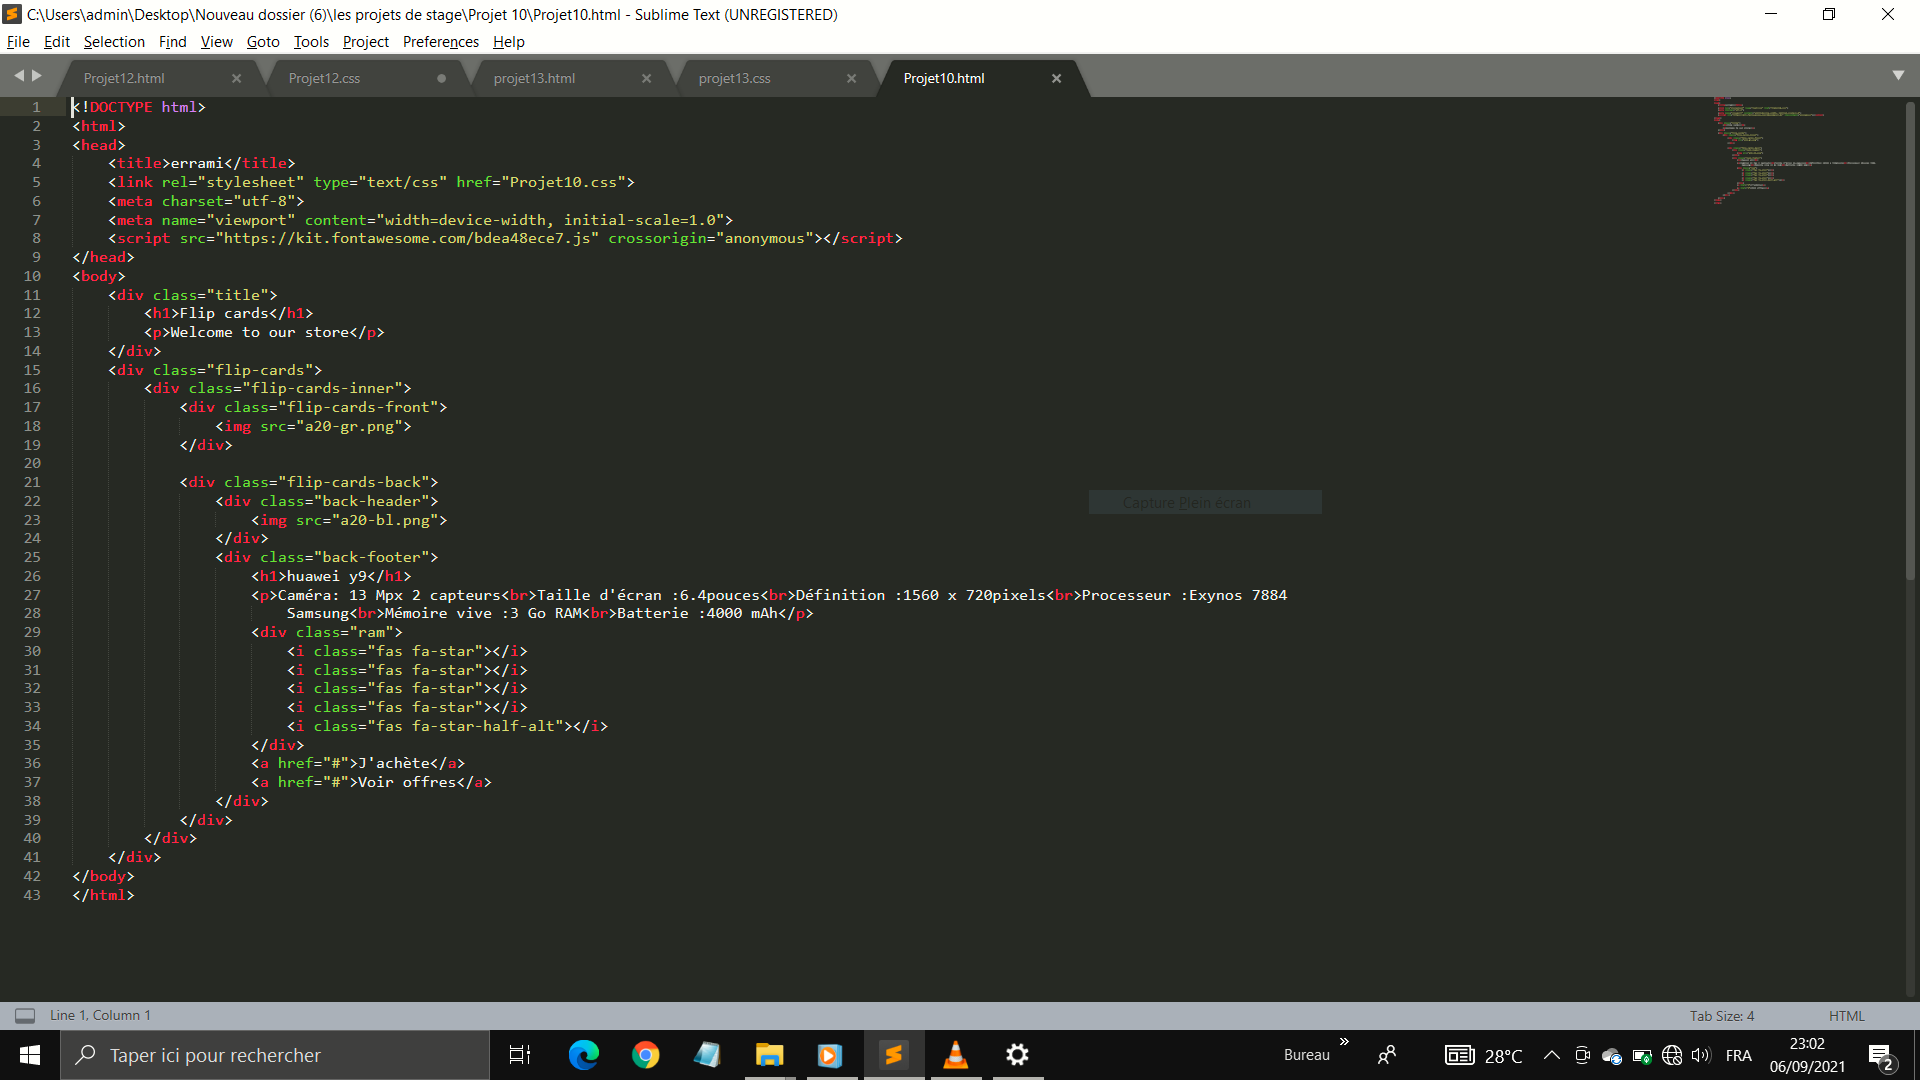 C:\Users\admin\Desktop\Nouveau dossier (6)\les projets de stage\Projet 10\Projet10.html - Sublime Text (UNREGISTERED)
File Edit Selection Find View Goto Tools Project Preferences Help
Projet12.html Projet12.css projet13.html projet13.css Projet10.html
1 <!DOCTYPE html>
2 <html>
3 <head>
4 <title>errami</title>
5 <link rel="stylesheet" type="text/css" href="Projet10.css">
6 <meta charset="utf-8">
7 <meta name="viewport" content="width=device-width, initial-scale=1.0">
8 <script src="https://kit.fontawesome.com/bdea48ece7.js" crossorigin="anonymous"></script>
9 </head>
10 <body>
11 <div class="title">
12 <h1>Flip cards</h1>
13 <p>Welcome to our store</p>
14 </div>
15 <div class="flip-cards">
16 <div class="flip-cards-inner">
17 <div class="flip-cards-front">
18 <img src="a20-gr.png">
19 </div>
20
21 <div class="flip-cards-back">
22 <div class="back-header">
23 <img src="a20-bl.png">
24 </div>
25 <div class="back-footer">
26 <h1>huawei y9</h1>
27 <p>Caméra: 13 Mpx 2 capteurs<br>Taille d'écran :6.4pouces<br>Définition :1560 x 720pixels<br>Processeur :Exynos 7884
28 Samsung<br>Mémoire vive :3 Go RAM<br>Batterie :4000 mAh</p>
29 <div class="ram">
30 <i class="fas fa-star"></i>
31 <i class="fas fa-star"></i>
32 <i class="fas fa-star"></i>
33 <i class="fas fa-star"></i>
34 <i class="fas fa-star-half-alt"></i>
35 </div>
36 <a href="#">J'achète</a>
37 <a href="#">Voir offres</a>
38 </div>
39 </div>
40 </div>
41 </div>
42 </body>
43 </html>
Capture Plein écran
Line 1, Column 1 Tab Size: 4 HTML
Taper ici pour rechercher Bureau » 28°C FRA 23:02 06/09/2021 2